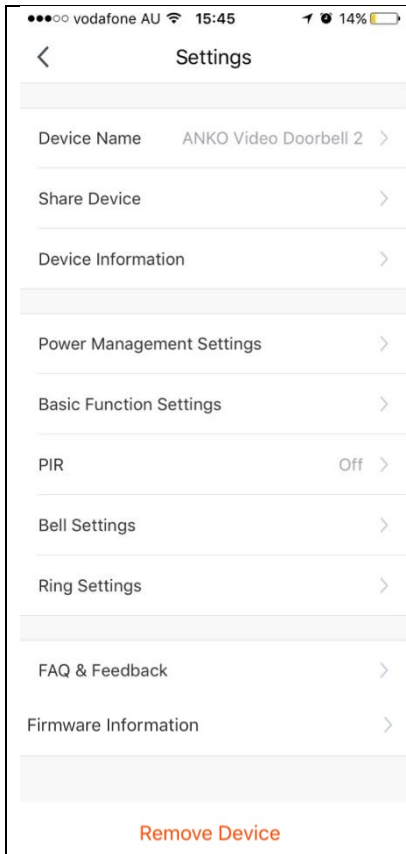 vodafone AU 15:45 14%
Settings
Device Name ANKO Video Doorbell 2
Share Device
Device Information
Power Management Settings
Basic Function Settings
PIR Off
Bell Settings
Ring Settings
FAQ & Feedback
Firmware Information
Remove Device